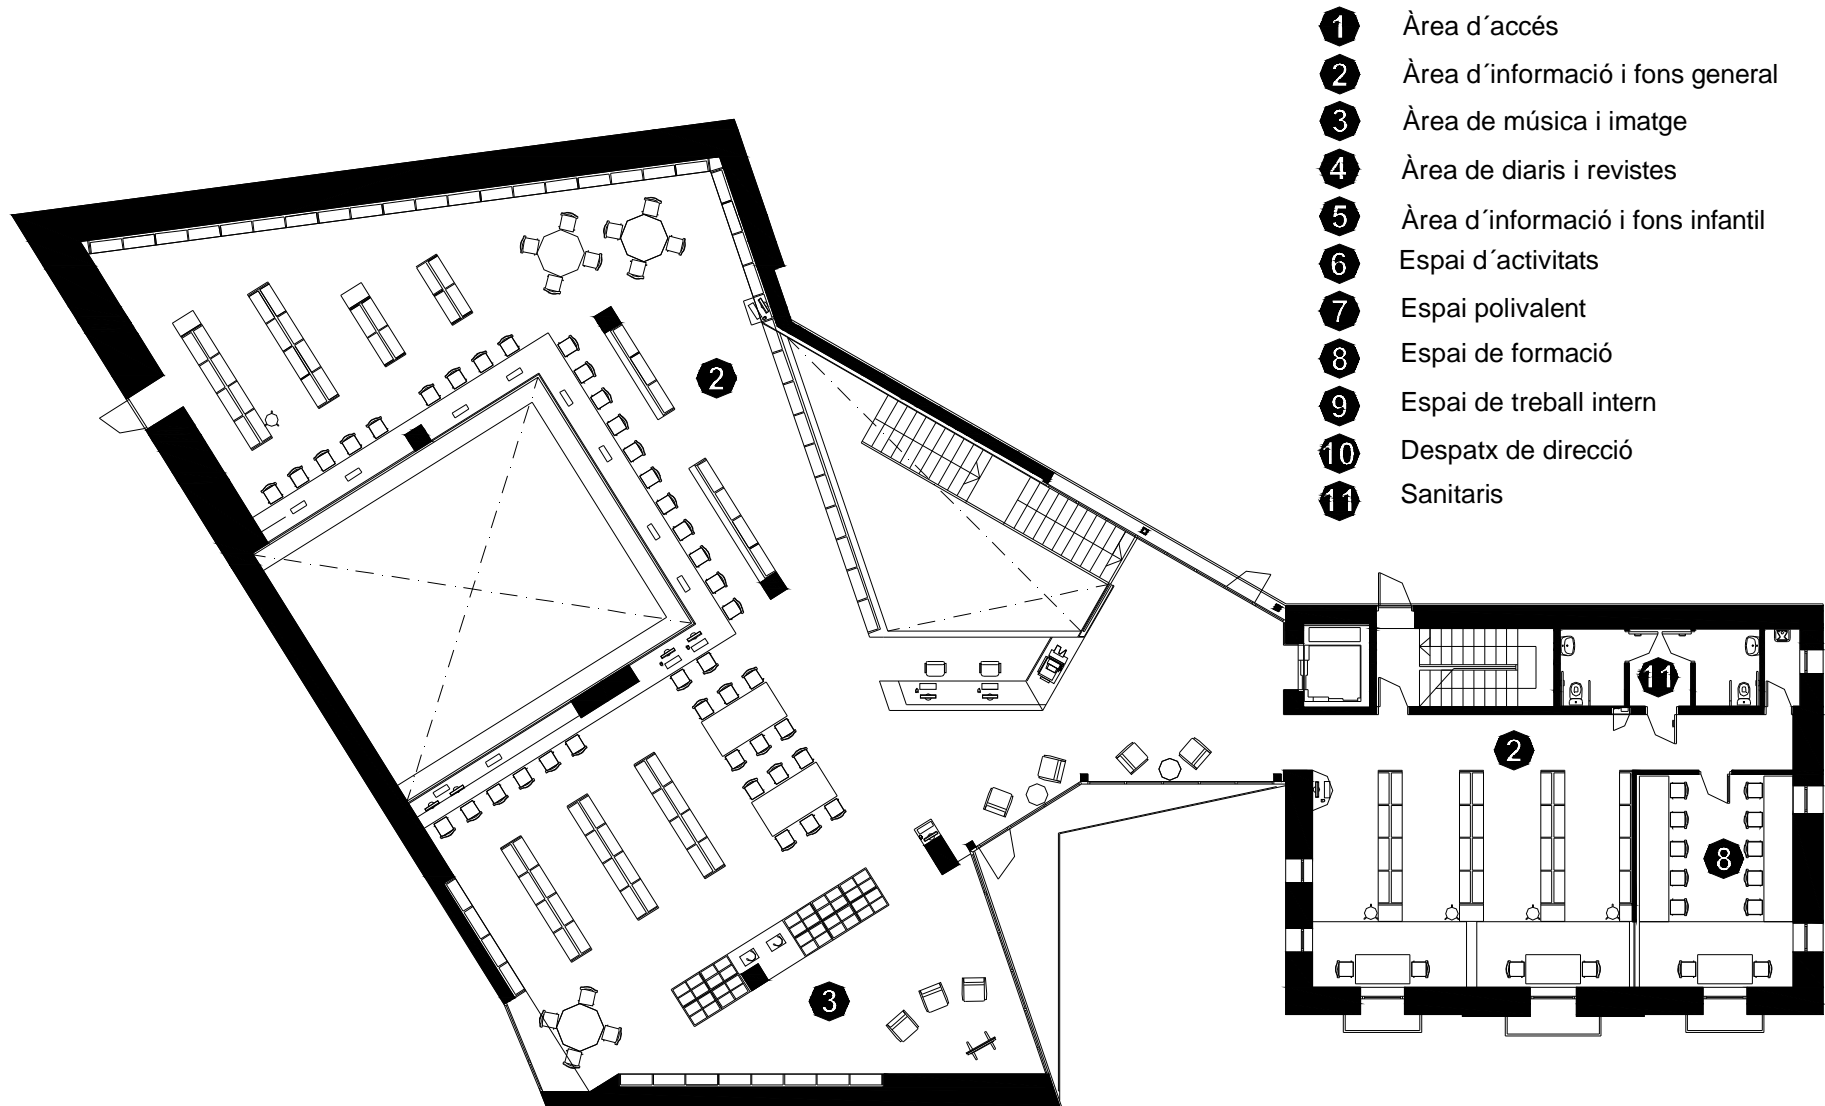 1 Àrea d´accés
2 Àrea d´informació i fons general
3 Àrea de música i imatge
4 Àrea de diaris i revistes
5 Àrea d´informació i fons infantil
6 Espai d´activitats
7 Espai polivalent
8 Espai de formació
9 Espai de treball intern
10 Despatx de direcció
11 Sanitaris
2
11
2
8
3